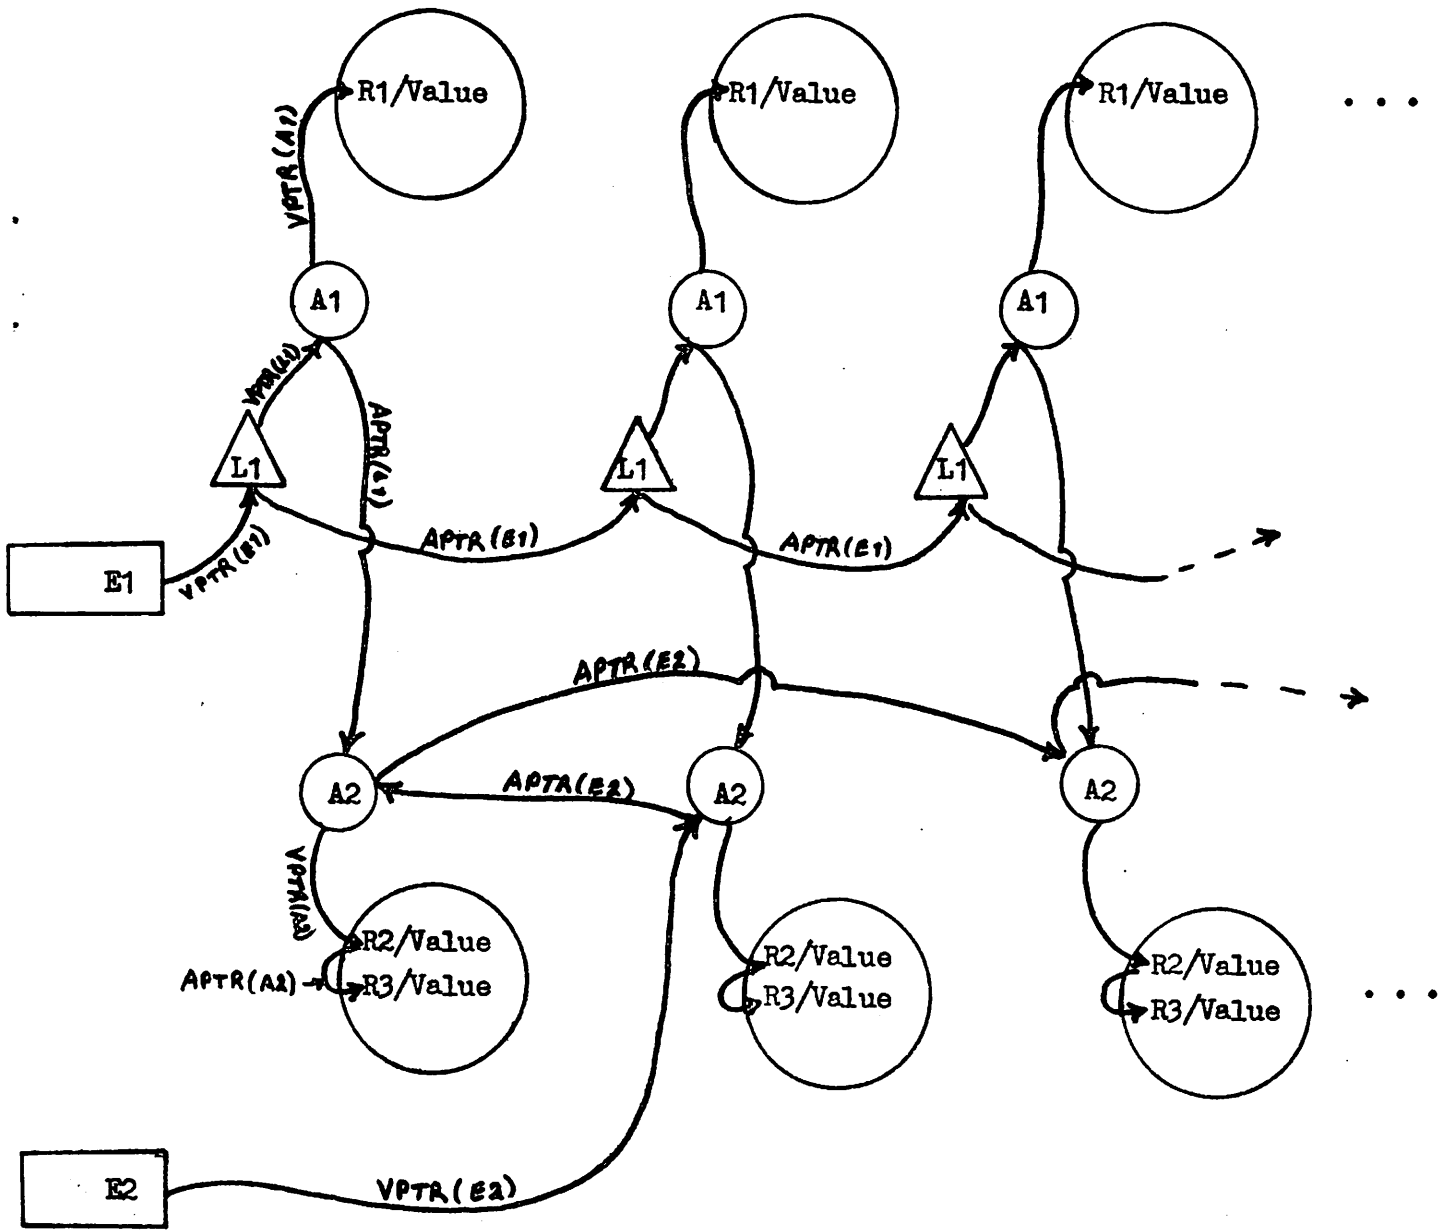 R1/Value
R1/Value
R1/Value
. . .
VPTR(A1)
A1
A1
A1
VPTR(L1)
APTR(L1)
L1
L1
L1
APTR(E1)
APTR(E1)
E1
VPTR(E1)
APTR(E2)
APTR(E2)
A2
A2
A2
VPTR(A2)
R2/Value
R3/Value
APTR(A2)
R2/Value
R3/Value
R2/Value
R3/Value
. . .
E2
VPTR(E2)